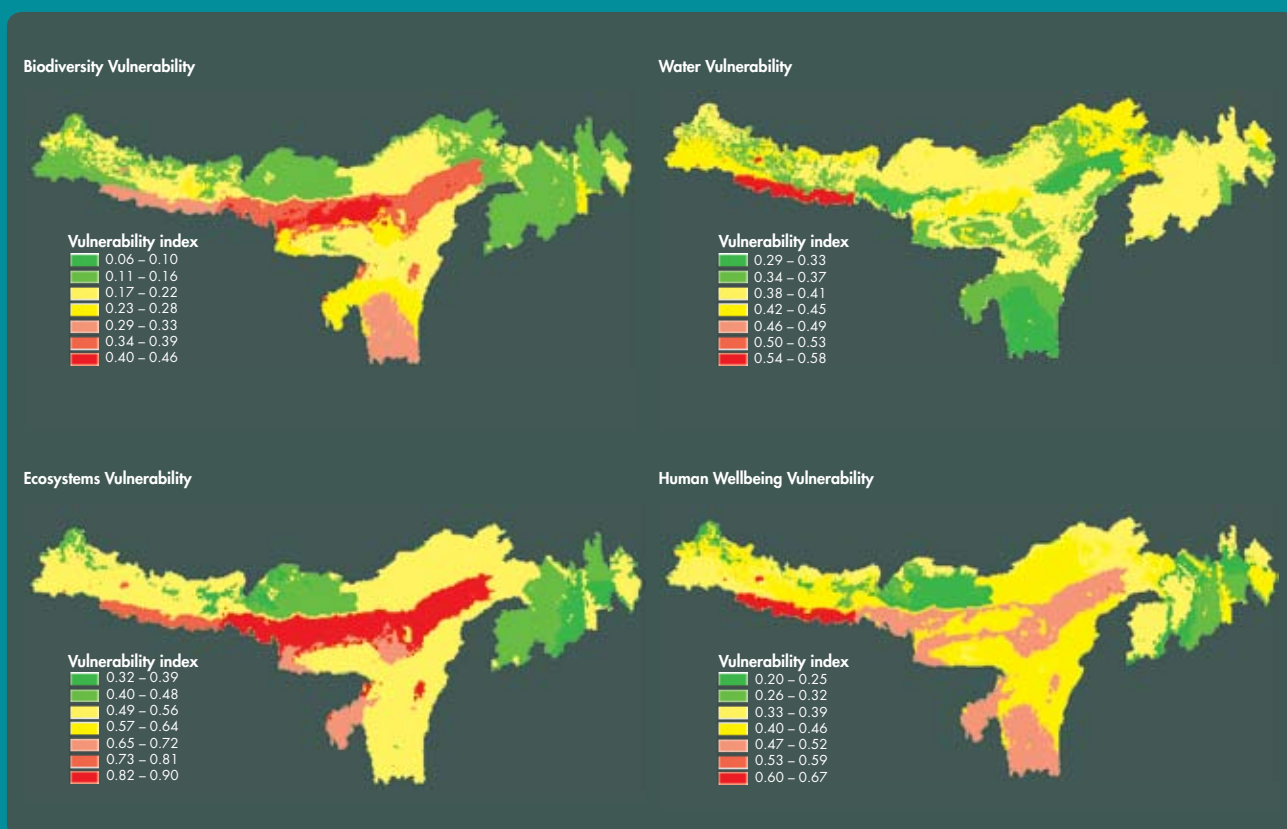 Biodiversity Vulnerability
Vulnerability index
0.06 – 0.10
0.11 – 0.16
0.17 – 0.22
0.23 – 0.28
0.29 – 0.33
0.34 – 0.39
0.40 – 0.46
Water Vulnerability
Vulnerability index
0.29 – 0.33
0.34 – 0.37
0.38 – 0.41
0.42 – 0.45
0.46 – 0.49
0.50 – 0.53
0.54 – 0.58
Ecosystems Vulnerability
Vulnerability index
0.32 – 0.39
0.40 – 0.48
0.49 – 0.56
0.57 – 0.64
0.65 – 0.72
0.73 – 0.81
0.82 – 0.90
Human Wellbeing Vulnerability
Vulnerability index
0.20 – 0.25
0.26 – 0.32
0.33 – 0.39
0.40 – 0.46
0.47 – 0.52
0.53 – 0.59
0.60 – 0.67